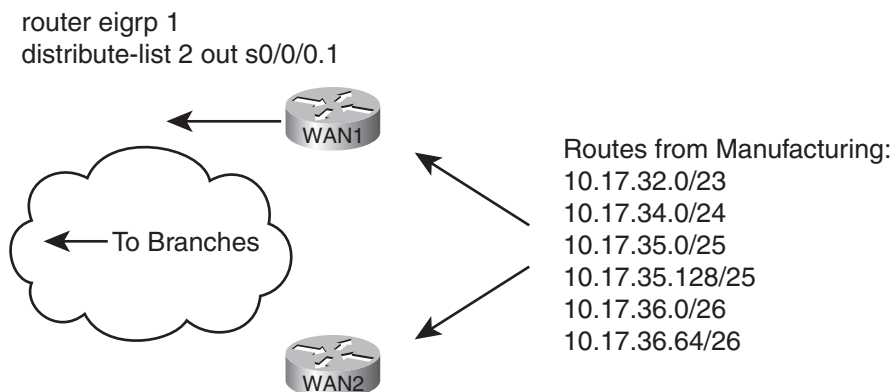 router eigrp 1
distribute-list 2 out s0/0/0.1
WAN1
Routes from Manufacturing:
10.17.32.0/23
10.17.34.0/24
10.17.35.0/25
10.17.35.128/25
10.17.36.0/26
10.17.36.64/26
To Branches
WAN2